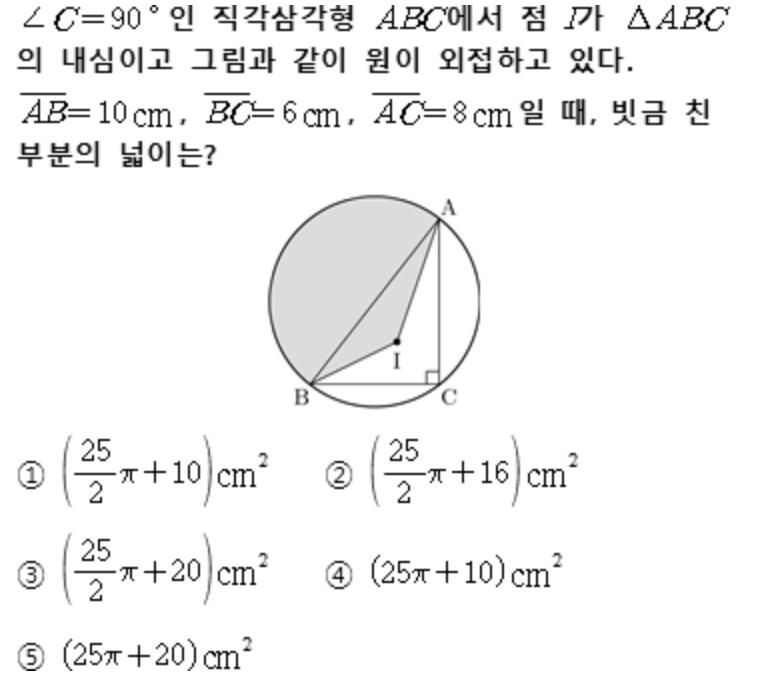 ∠C=90°인 직각삼각형 ABC에서 점 I가 △ABC
의 내심이고 그림과 같이 원이 외접하고 있다.
AB=10cm, BC=6cm, AC=8cm일 때, 빗금 친
부분의 넓이는?
A
I
B C
① (25/2 π+10)cm² ② (25/2 π+16)cm²
③ (25/2 π+20)cm² ④ (25π+10)cm²
⑤ (25π+20)cm²